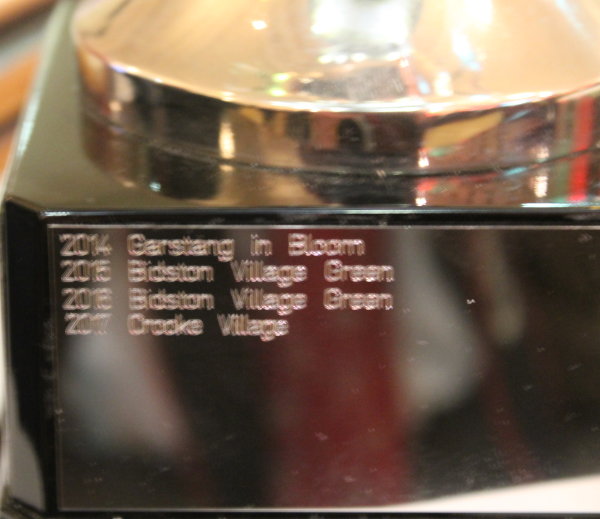 2014 Garstang in Bloom
2015 Bidston Village Green
2016 Bidston Village Green
2017 Crooke Village